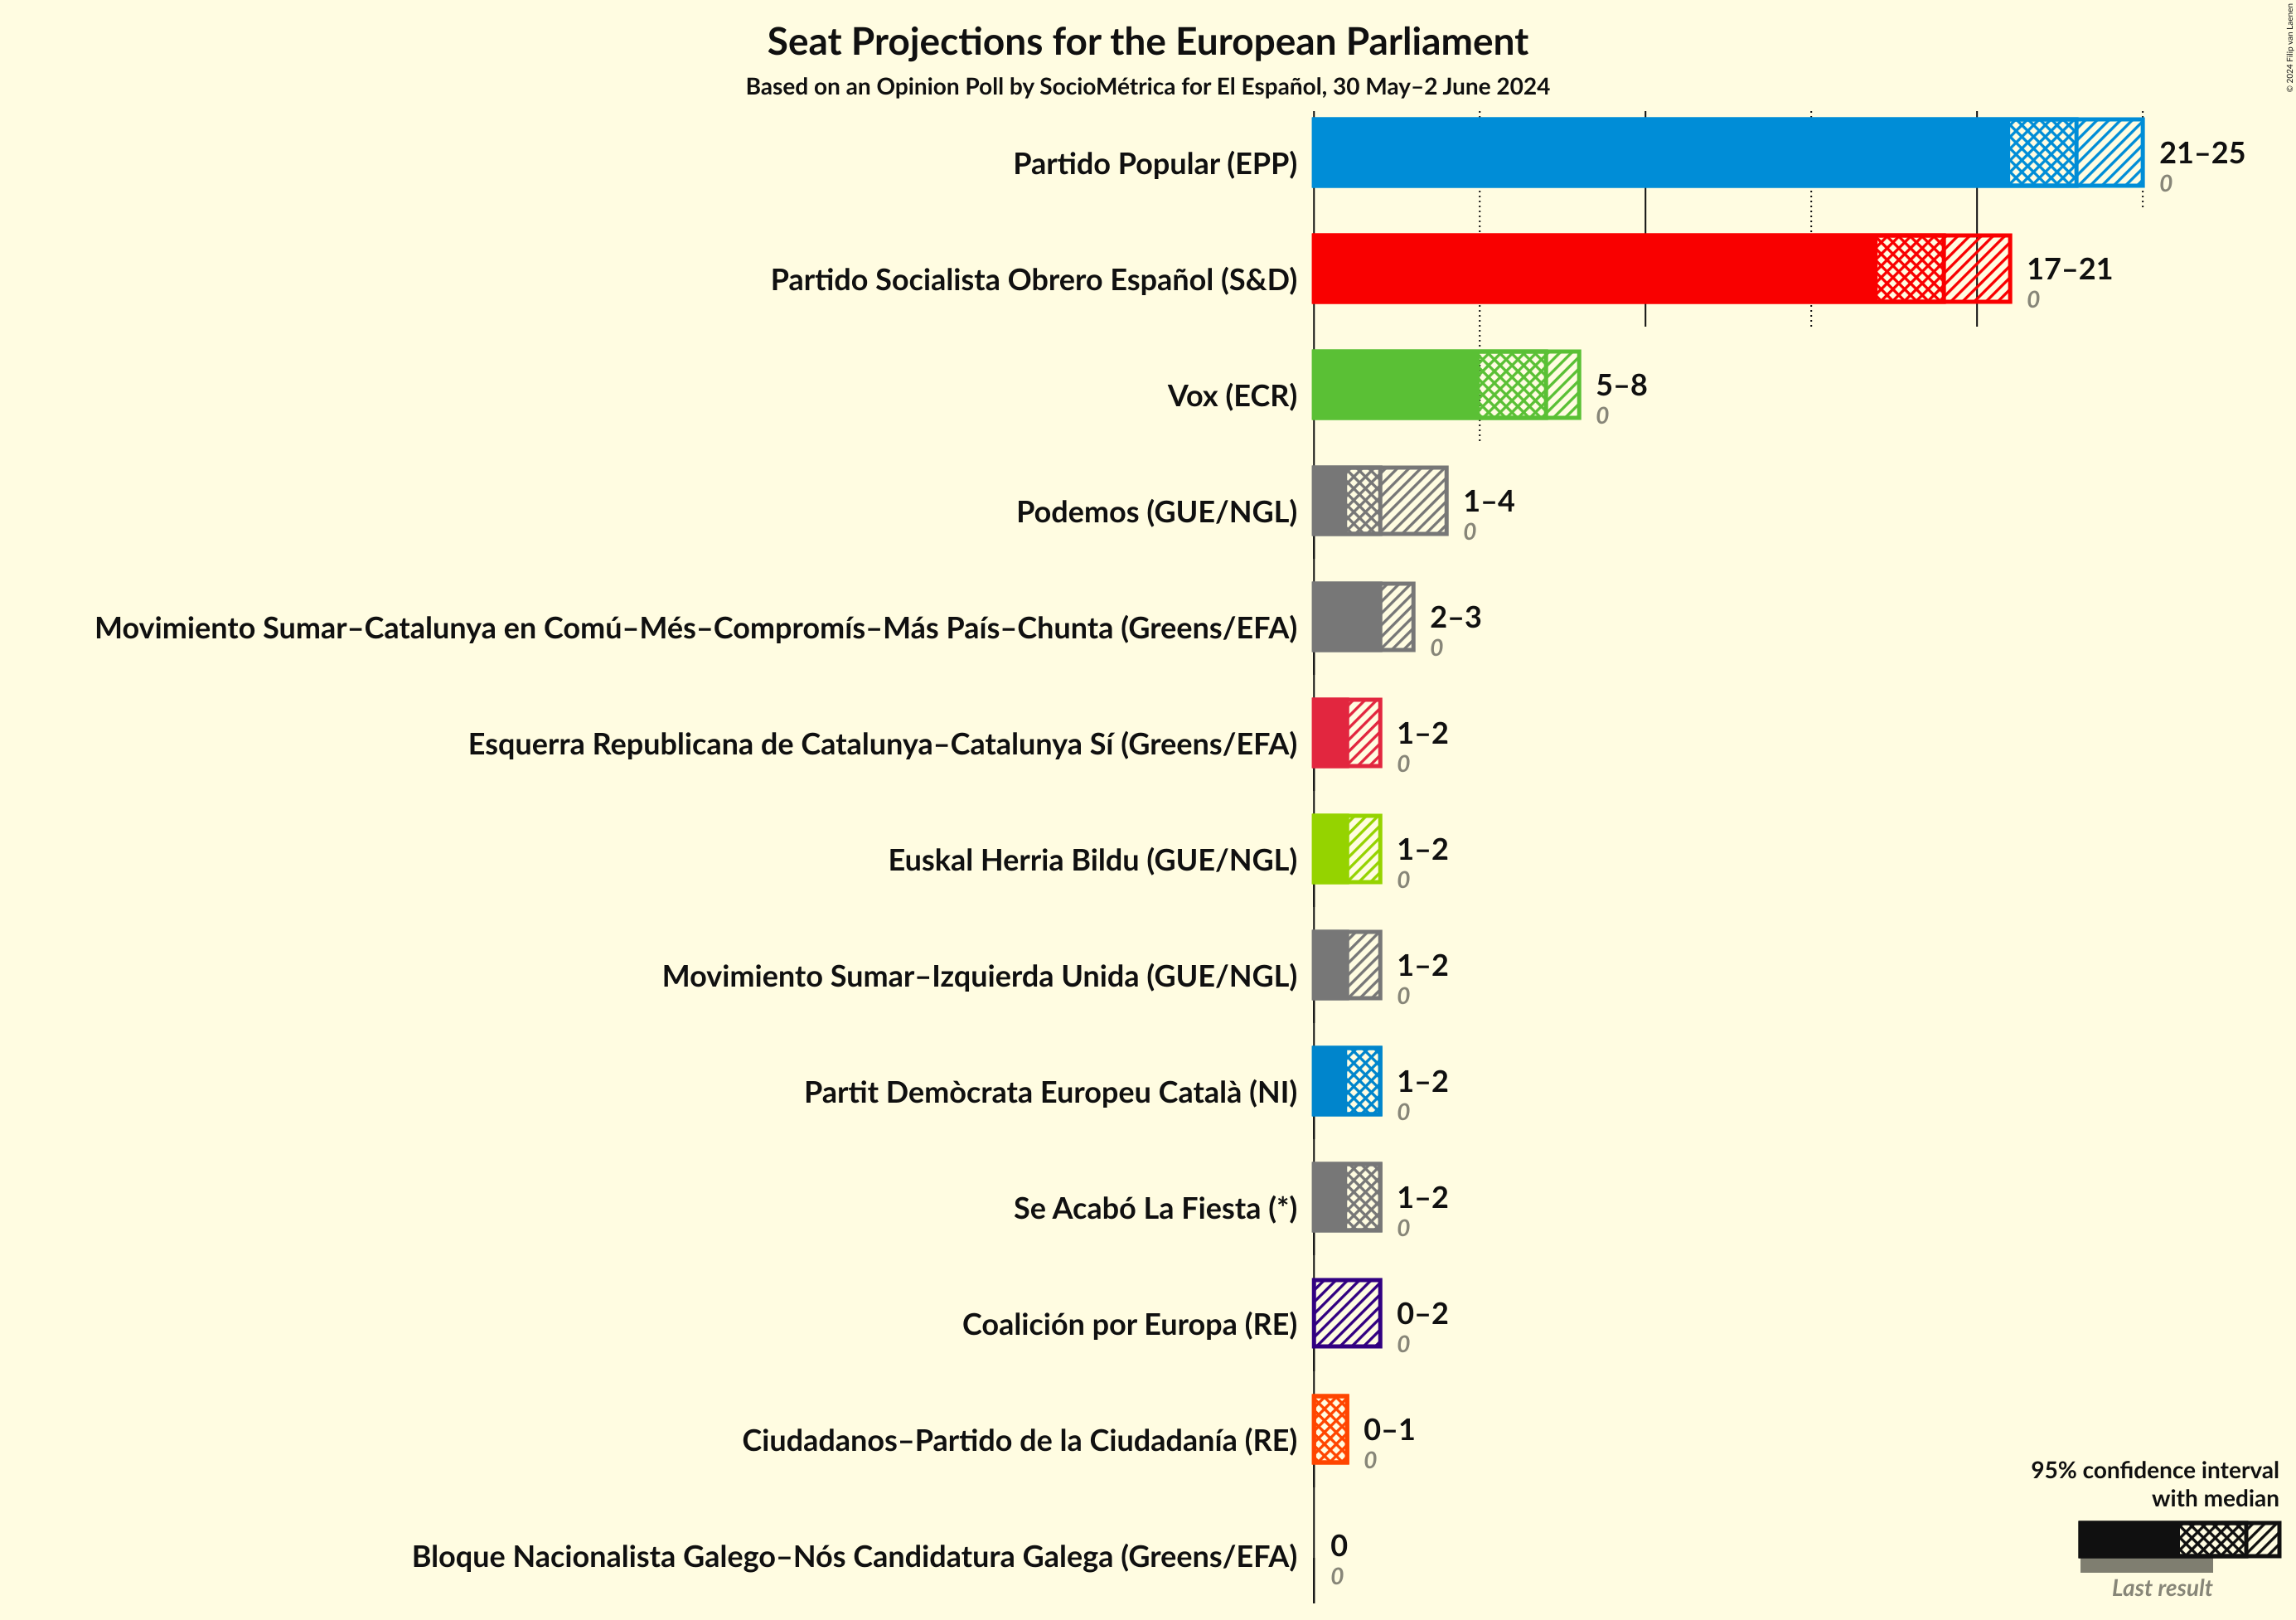 Seat Projections for the European Parliament
Based on an Opinion Poll by SocioMétrica for El Español, 30 May–2 June 2024
© 2024 Filip van Laenen
Partido Popular (EPP)
21–25
0
Partido Socialista Obrero Español (S&D)
17–21
0
Vox (ECR)
5–8
0
Podemos (GUE/NGL)
1–4
0
Movimiento Sumar–Catalunya en Comú–Més–Compromís–Más País–Chunta (Greens/EFA)
2–3
0
Esquerra Republicana de Catalunya–Catalunya Sí (Greens/EFA)
1–2
0
Euskal Herria Bildu (GUE/NGL)
1–2
0
Movimiento Sumar–Izquierda Unida (GUE/NGL)
1–2
0
Partit Demòcrata Europeu Català (NI)
1–2
0
Se Acabó La Fiesta (*)
1–2
0
Coalición por Europa (RE)
0–2
0
Ciudadanos–Partido de la Ciudadanía (RE)
0–1
0
Bloque Nacionalista Galego–Nós Candidatura Galega (Greens/EFA)
0
0
95% confidence interval
with median
Last result